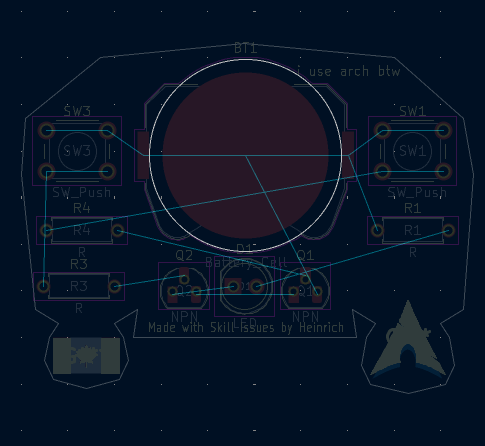 BT1
i use arch btw
SW3
SW1
SW3
SW1
SW_Push
SW_Push
R4
R1
R4
R1
R
R
Q2
D1
Q1
Battery_Cell
R3
R3
R
NPN
LED
NPN
Made with Skill Issues by Heinrich